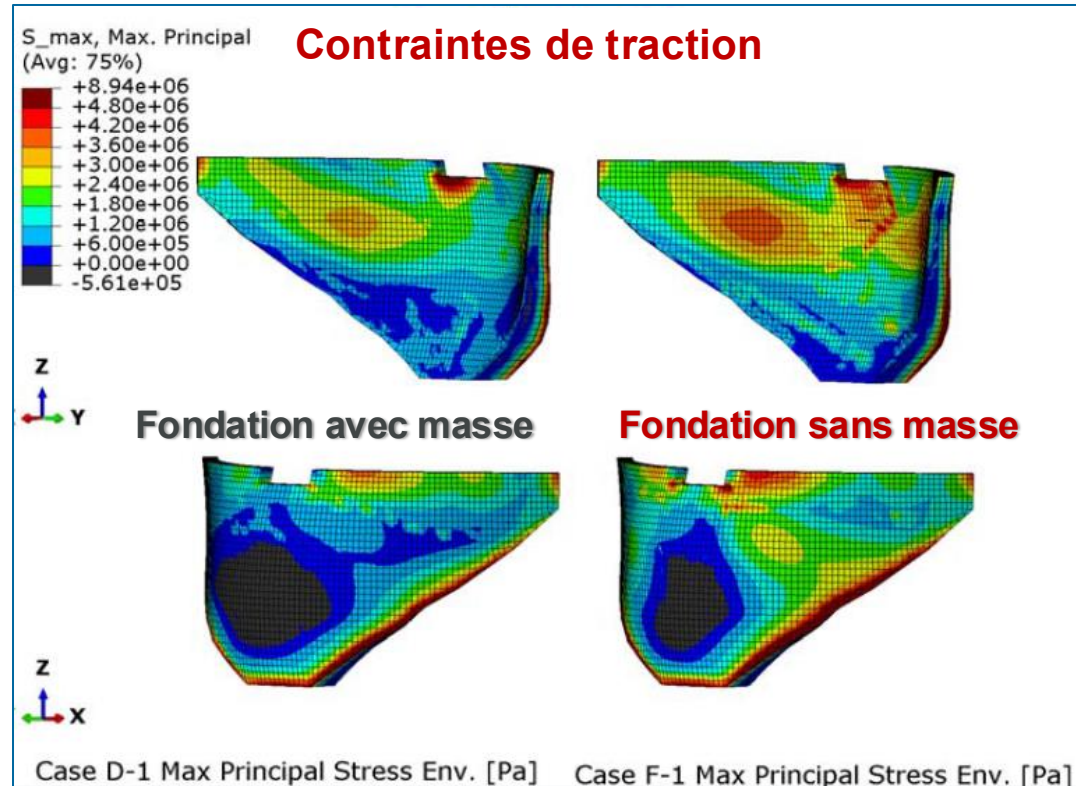 Contraintes de traction
S_max, Max. Principal
(Avg: 75%)
+8.94e+06
+4.80e+06
+4.20e+06
+3.60e+06
+3.00e+06
+2.40e+06
+1.80e+06
+1.20e+06
+6.00e+05
+0.00e+00
-5.61e+05
Z
Y
Fondation avec masse
Fondation sans masse
Z
X
Case D-1 Max Principal Stress Env. [Pa]
Case F-1 Max Principal Stress Env. [Pa]